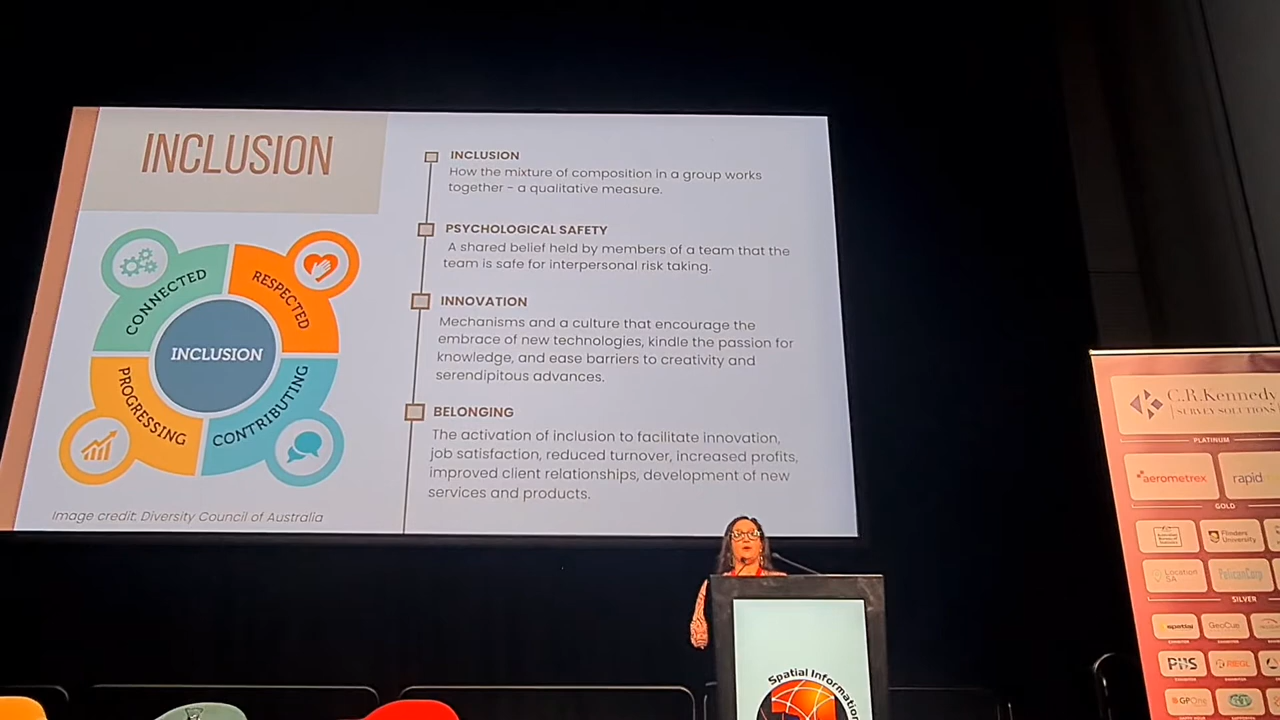 INCLUSION
CONNECTED
RESPECTED
INCLUSION
PROGRESSING
CONTRIBUTING
Image credit: Diversity Council of Australia
INCLUSION
How the mixture of composition in a group works
together - a qualitative measure.
PSYCHOLOGICAL SAFETY
A shared belief held by members of a team that the
team is safe for interpersonal risk taking.
INNOVATION
Mechanisms and a culture that encourage the
embrace of new technologies, kindle the passion for
knowledge, and ease barriers to creativity and
serendipitous advances.
BELONGING
The activation of inclusion to facilitate innovation,
job satisfaction, reduced turnover, increased profits,
improved client relationships, development of new
services and products.
Spatial Information
C.R.Kennedy
SURVEY SOLUTIONS
PLATINUM
aerometrex
rapid
GOLD
Flinders
University
Location
SA
PelicanCorp
SILVER
GeoCue
RIEGL